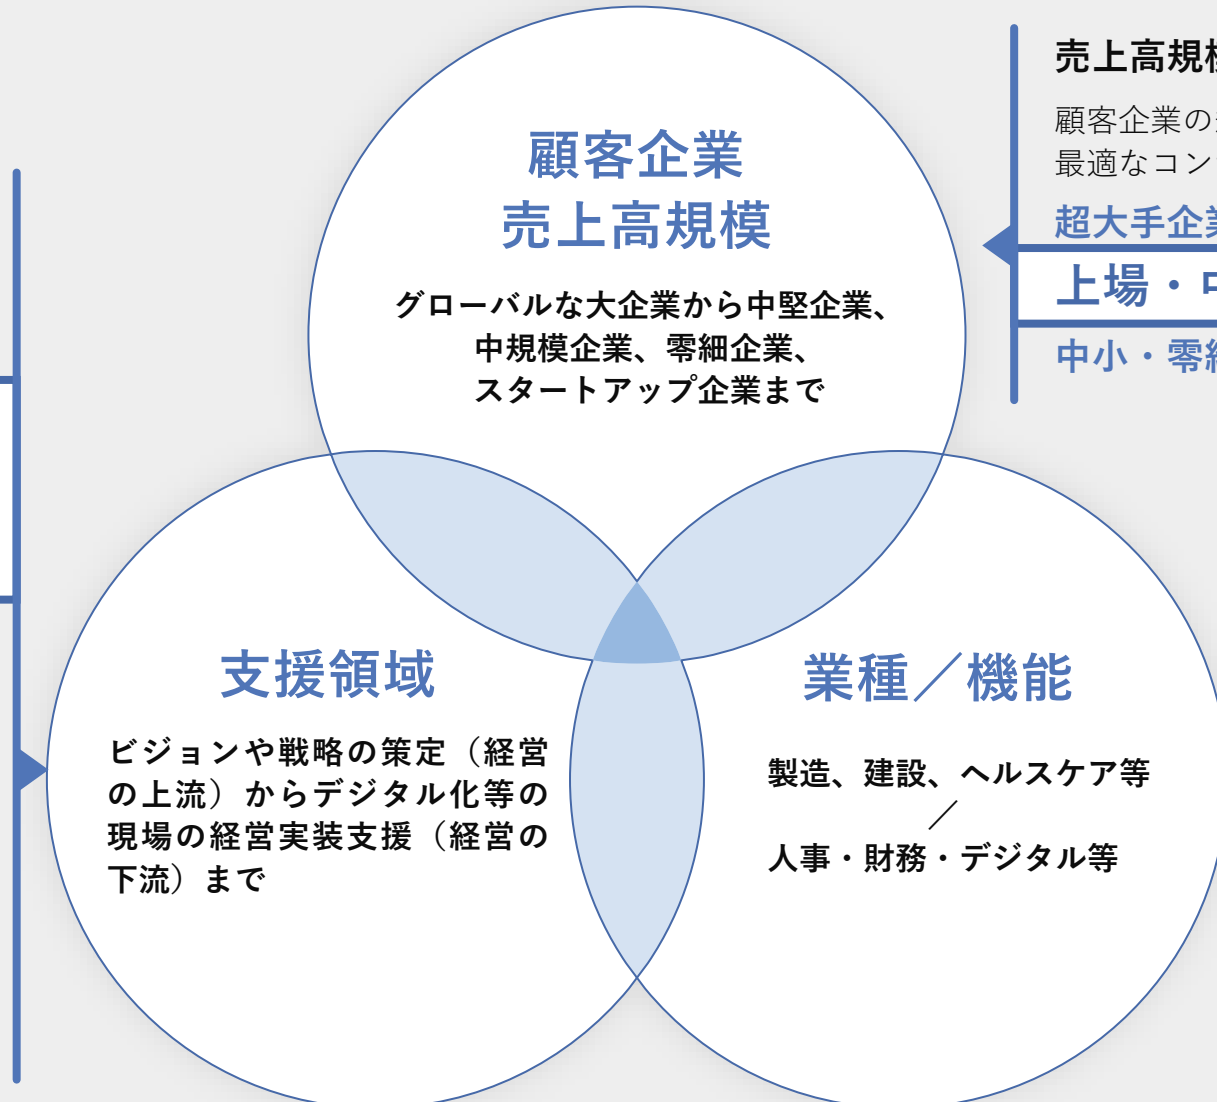 顧客企業
売上高規模
グローバルな大企業から中堅企業、
中規模企業、零細企業、
スタートアップ企業まで
売上高規
顧客企業の
最適なコン
超大手企
上場・
中小・零
支援領域
ビジョンや戦略の策定（経営
の上流）からデジタル化等の
現場の経営実装支援（経営の
下流）まで
業種／機能
製造、建設、ヘルスケア等
／
人事・財務・デジタル等